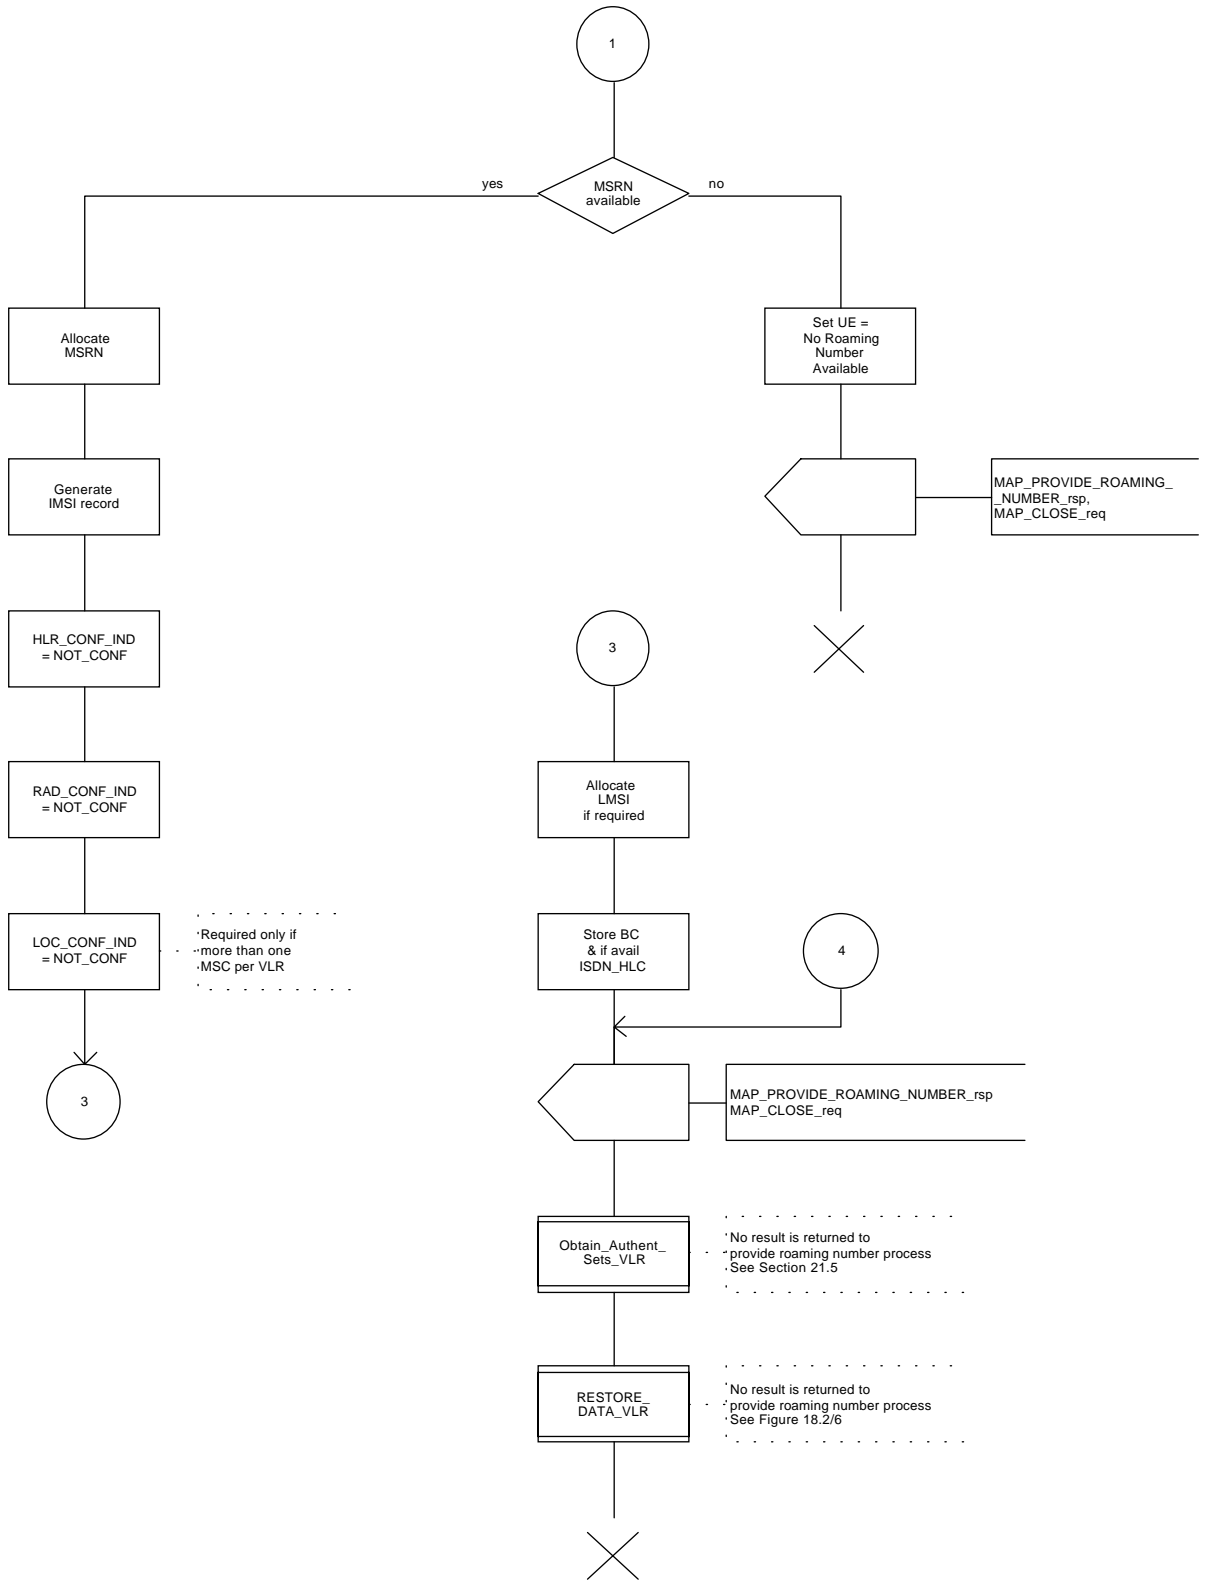 1
yes
MSRN
available
no
Allocate
MSRN
Set UE =
No Roaming
Number
Available
Generate
IMSI record
MAP_PROVIDE_ROAMING_
_NUMBER_rsp,
MAP_CLOSE_req
HLR_CONF_IND
= NOT_CONF
3
RAD_CONF_IND
= NOT_CONF
Allocate
LMSI
if required
LOC_CONF_IND
= NOT_CONF
Required only if
more than one
MSC per VLR
Store BC
& if avail
ISDN_HLC
4
3
MAP_PROVIDE_ROAMING_NUMBER_rsp
MAP_CLOSE_req
Obtain_Authent_
Sets_VLR
No result is returned to
provide roaming number process
See Section 21.5
RESTORE_
DATA_VLR
No result is returned to
provide roaming number process
See Figure 18.2/6